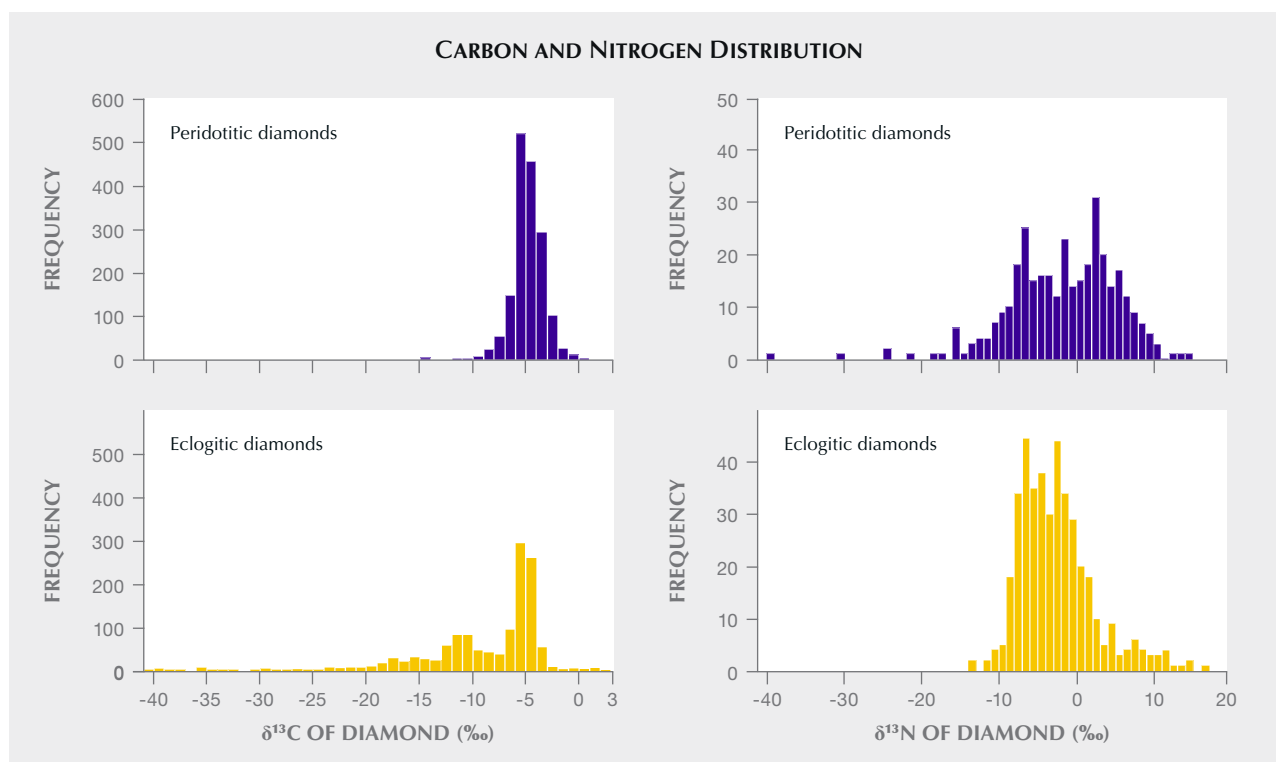 CARBON AND NITROGEN DISTRIBUTION
Peridotitic diamonds
FREQUENCY
600
500
400
300
200
100
0
Peridotitic diamonds
FREQUENCY
50
40
30
20
10
0
Eclogitic diamonds
FREQUENCY
500
400
300
200
100
0
-40 -35 -30 -25 -20 -15 -10 -5 0 3
δ¹³C OF DIAMOND (‰)
Eclogitic diamonds
FREQUENCY
40
30
20
10
0
-40 -30 -20 -10 0 10 20
δ¹³N OF DIAMOND (‰)